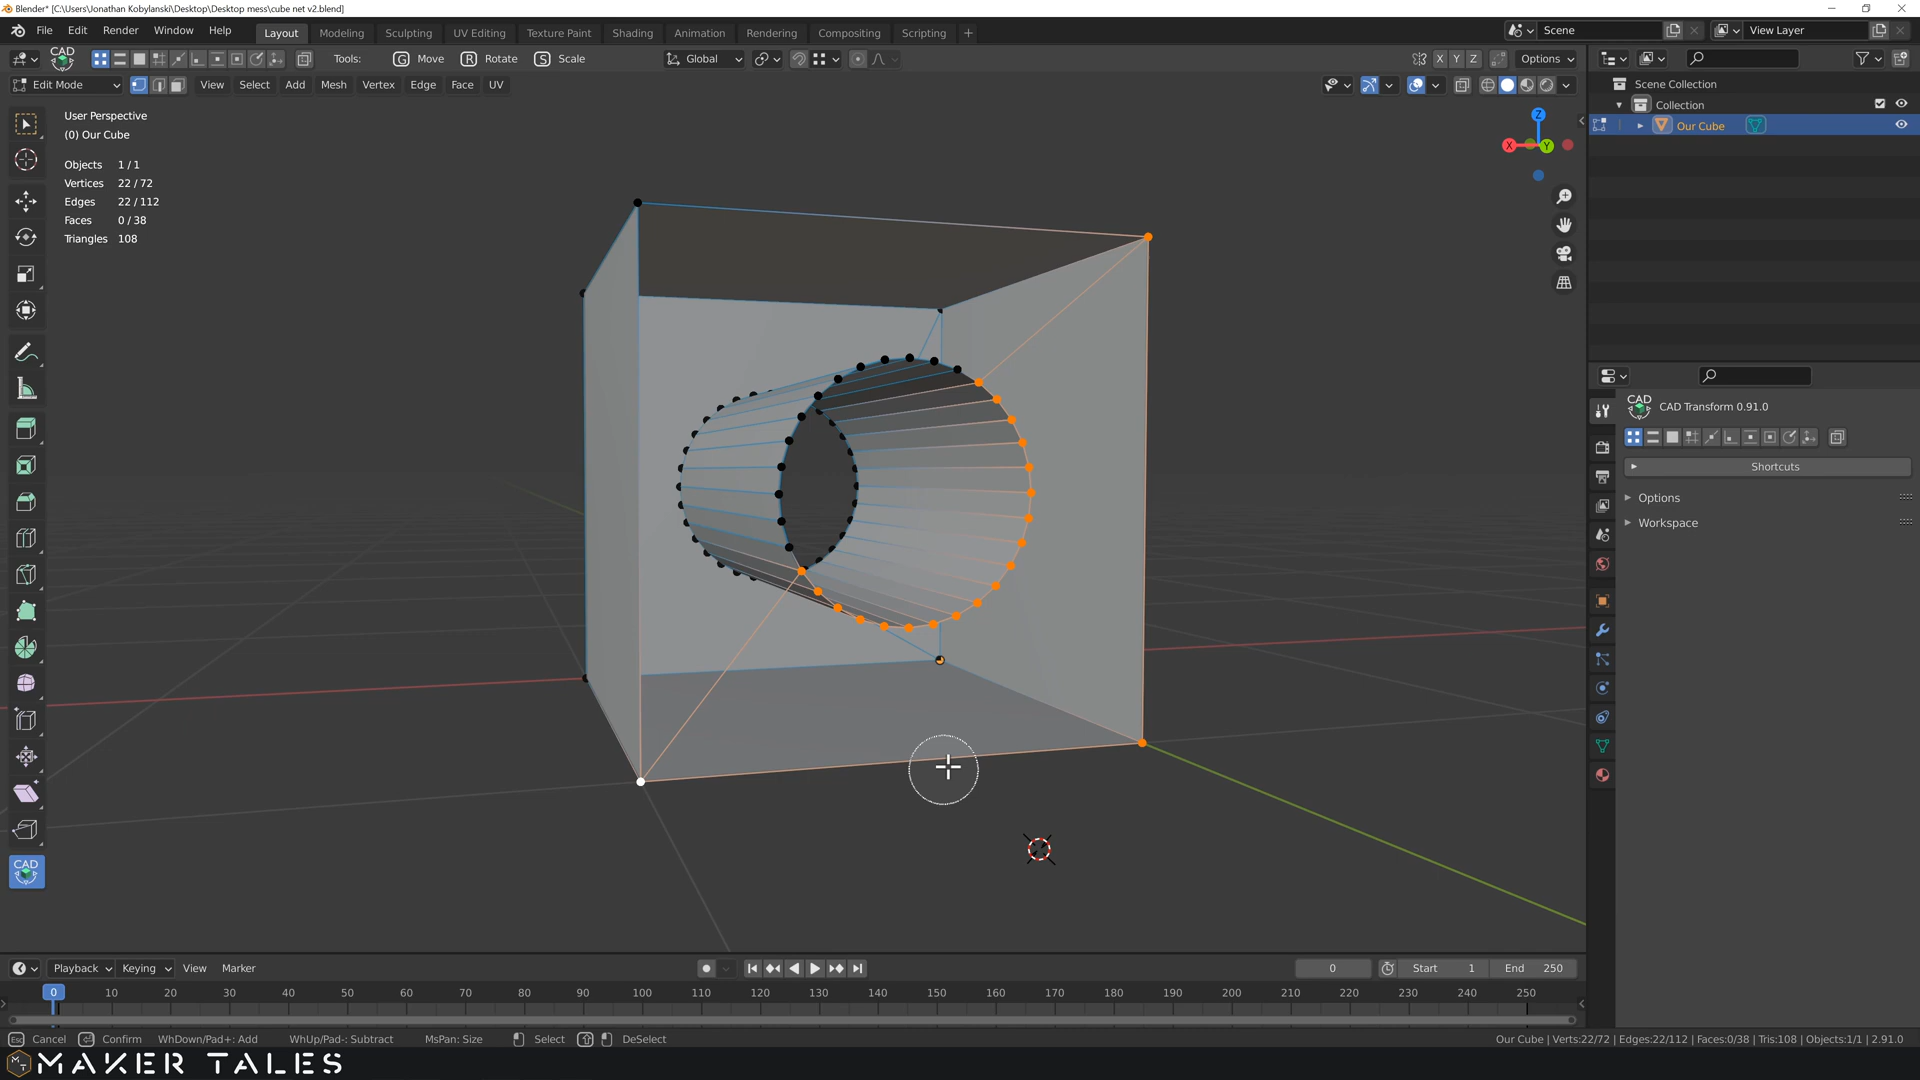 Blender* [C:\Users\Jonathan Kobylanski\Desktop\Desktop mess\cube net v2.blend]
File Edit Render Window Help Layout Modeling Sculpting UV Editing Texture Paint Shading Animation Rendering Compositing Scripting + Scene View Layer
CAD Tools: G Move R Rotate S Scale Global X Y Z Options
Edit Mode View Select Add Mesh Vertex Edge Face UV
Scene Collection
Collection
Our Cube
User Perspective
(0) Our Cube
Objects 1 / 1
Vertices 22 / 72
Edges 22 / 112
Faces 0 / 38
Triangles 108
Z
X
Y
CAD
CAD Transform 0.91.0
Shortcuts
Options
Workspace
CAD
Playback Keying View Marker 0 Start 1 End 250
0 10 20 30 40 50 60 70 80 90 100 110 120 130 140 150 160 170 180 190 200 210 220 230 240 250
Esc Cancel Confirm WhDown/Pad+: Add WhUp/Pad-: Subtract MsPan: Size Select DeSelect Our Cube | Verts:22/72 | Edges:22/112 | Faces:0/38 | Tris:108 | Objects:1/1 | 2.91.0
MT MAKER TALES